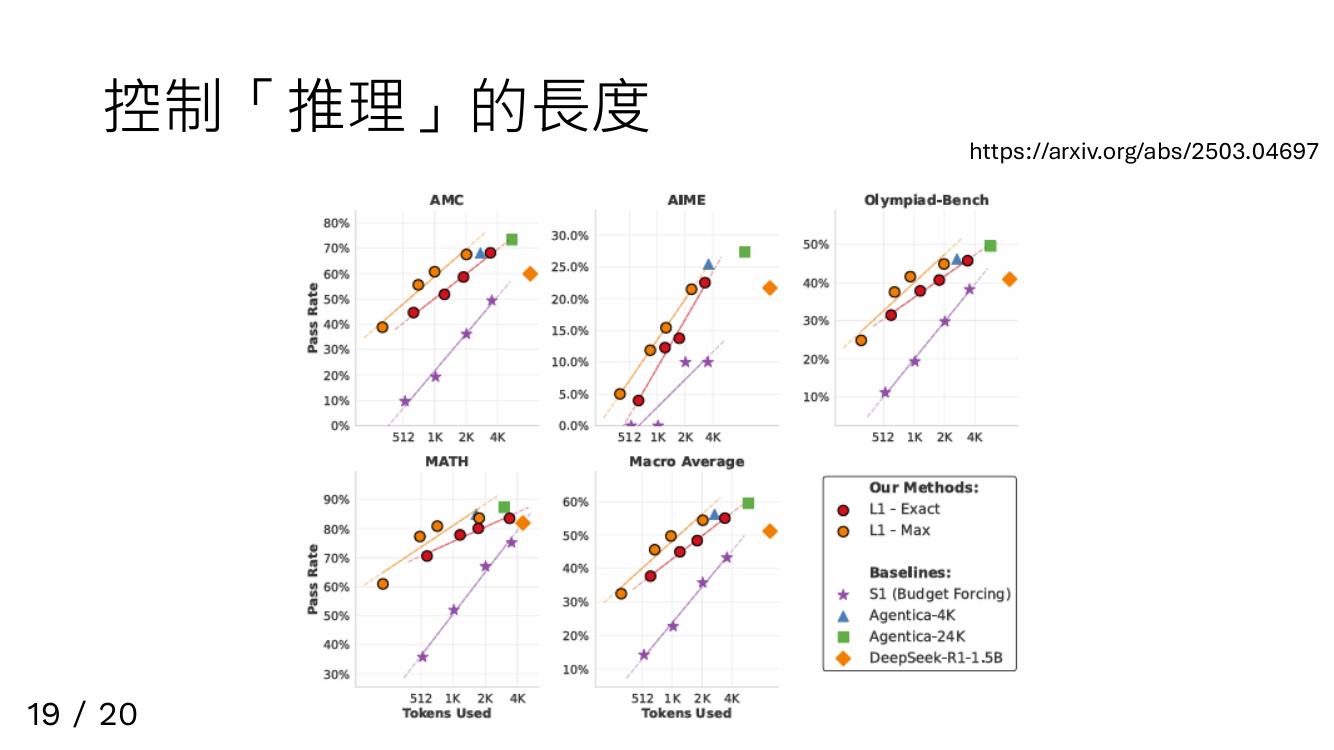 控制「推理」的長度
https://arxiv.org/abs/2503.04697
AMC
80%
70%
60%
50%
40%
30%
20%
10%
0%
Pass Rate
512 1K 2K 4K
AIME
30.0%
25.0%
20.0%
15.0%
10.0%
5.0%
0.0%
512 1K 2K 4K
Olympiad-Bench
50%
40%
30%
20%
10%
512 1K 2K 4K
MATH
90%
80%
70%
60%
50%
40%
30%
Pass Rate
512 1K 2K 4K
Tokens Used
Macro Average
60%
50%
40%
30%
20%
10%
512 1K 2K 4K
Tokens Used
Our Methods:
L1 - Exact
L1 - Max
Baselines:
S1 (Budget Forcing)
Agentica-4K
Agentica-24K
DeepSeek-R1-1.5B
19 / 20